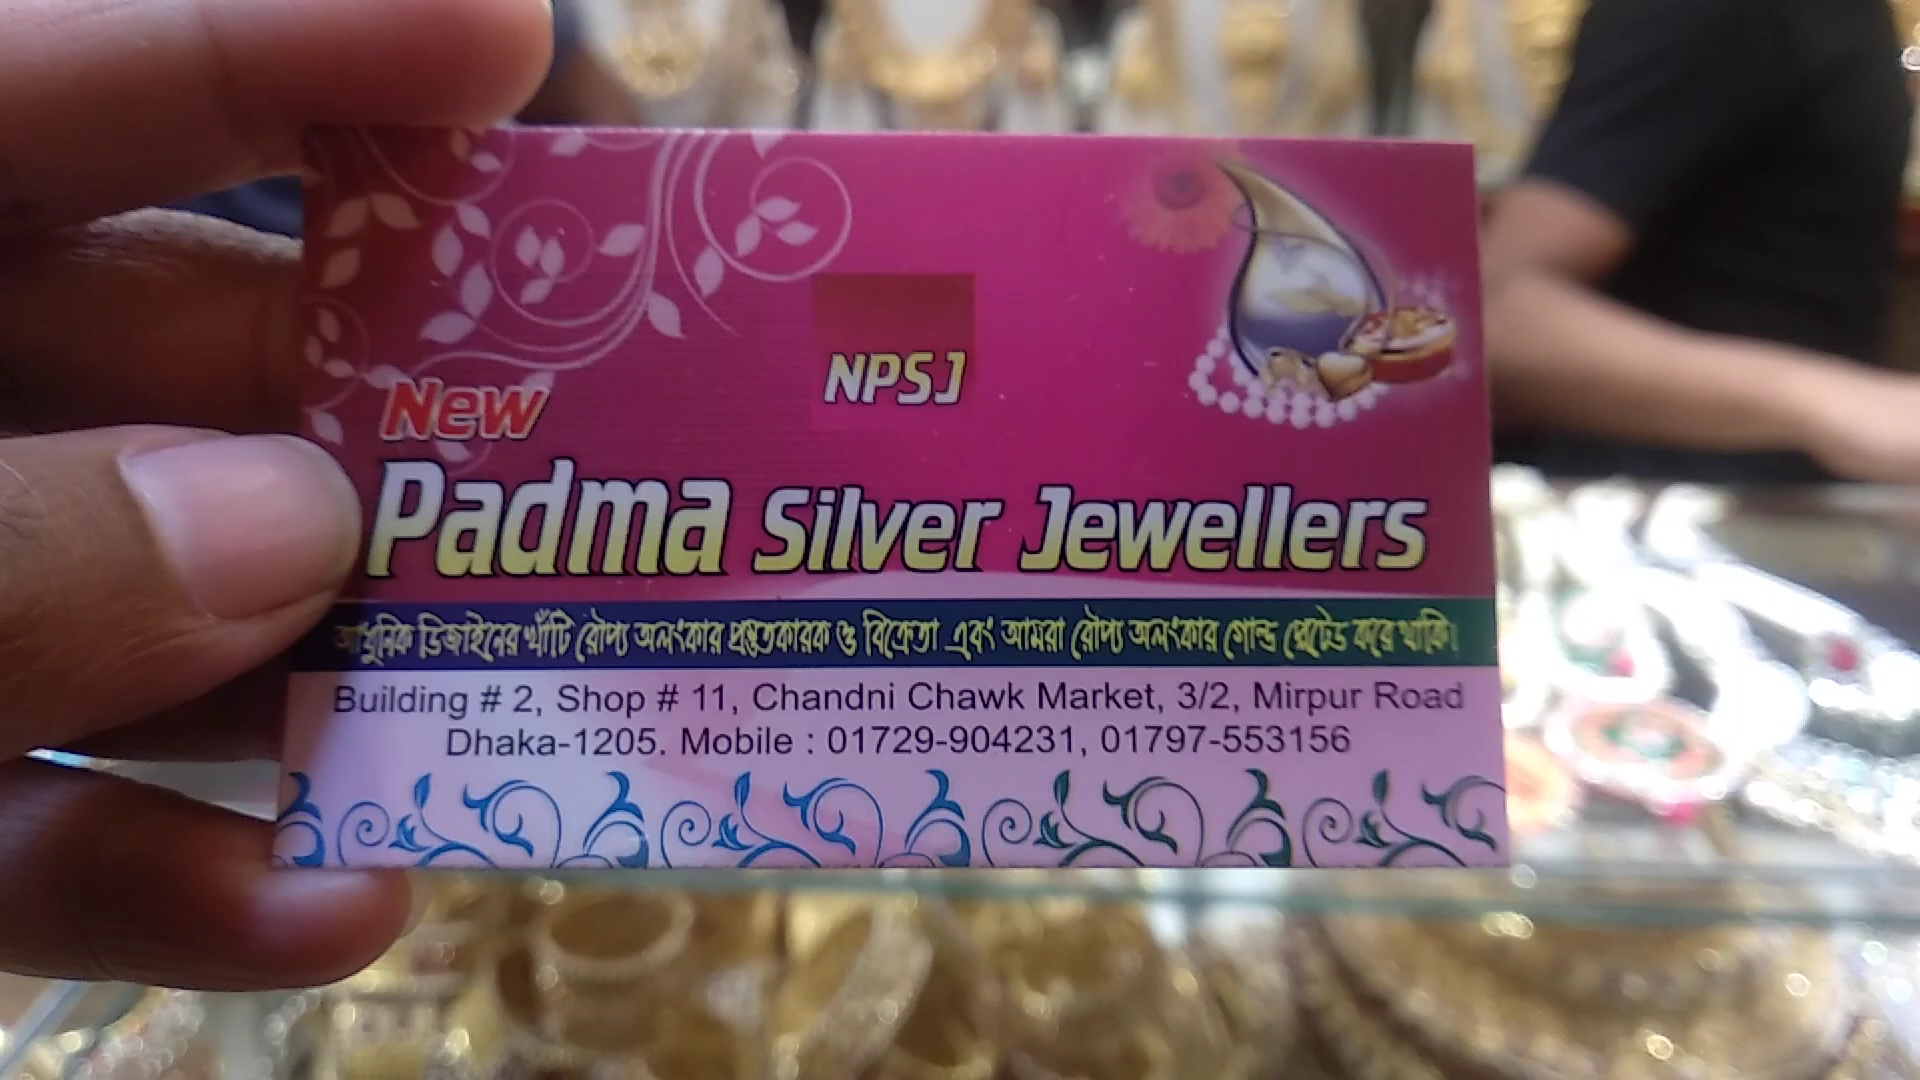 NPSJ
New
Padma Silver Jewellers
আধুনিক ডিজাইনের খাঁটি রৌপ্য অলংকার প্রস্তুতকারক ও বিক্রেতা এবং আমরা রৌপ্য অলংকার গোল্ড প্লেটেড করে থাকি।
Building # 2, Shop # 11, Chandni Chawk Market, 3/2, Mirpur Road
Dhaka-1205. Mobile : 01729-904231, 01797-553156